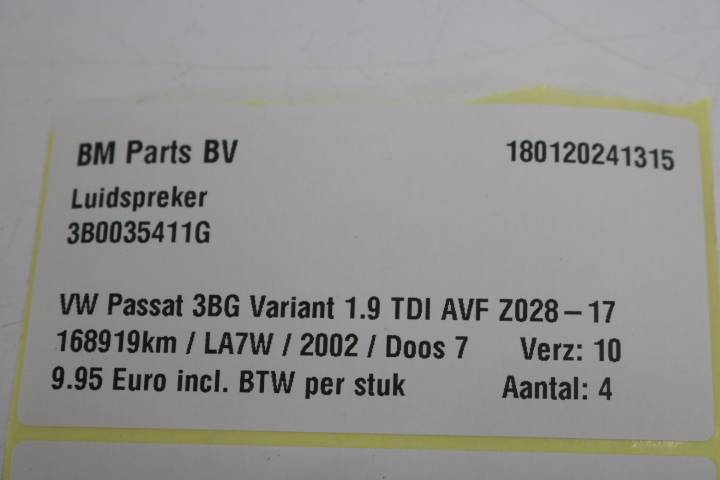 BM Parts BV 180120241315
Luidspreker
3B0035411G
VW Passat 3BG Variant 1.9 TDI AVF Z028-17
168919km / LA7W / 2002 / Doos 7 Verz: 10
9.95 Euro incl. BTW per stuk Aantal: 4